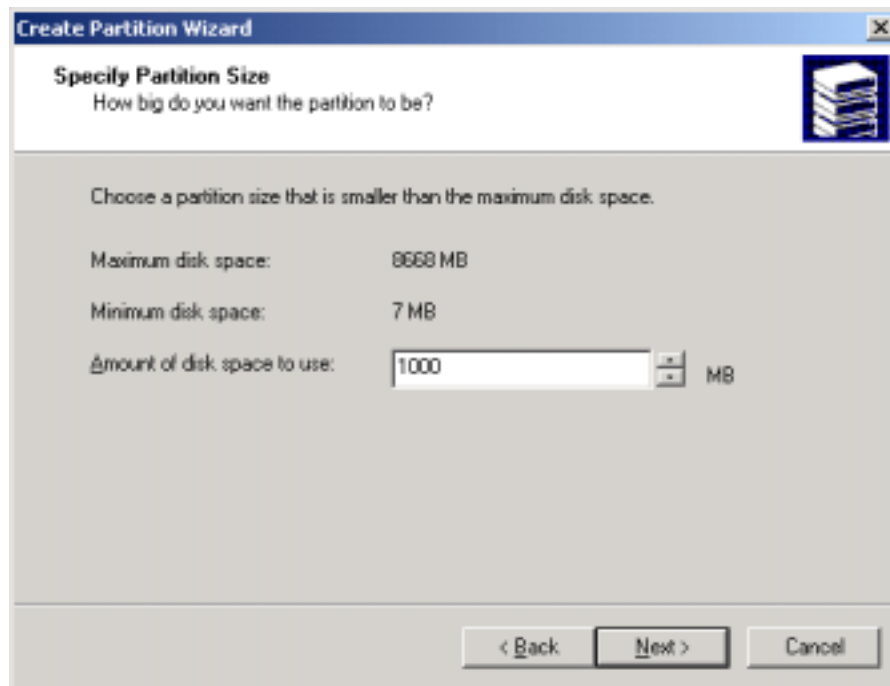 Create Partition Wizard
Specify Partition Size
How big do you want the partition to be?
Choose a partition size that is smaller than the maximum disk space.
Maximum disk space: 8668 MB
Minimum disk space: 7 MB
Amount of disk space to use: 1000 MB
< Back Next > Cancel